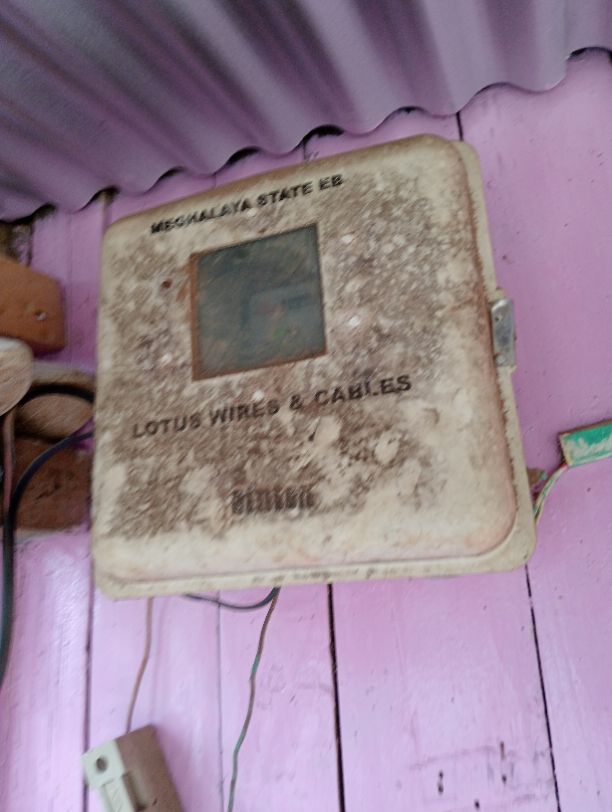 MEGHALAYA STATE EB
LOTUS WIRES & CABLES